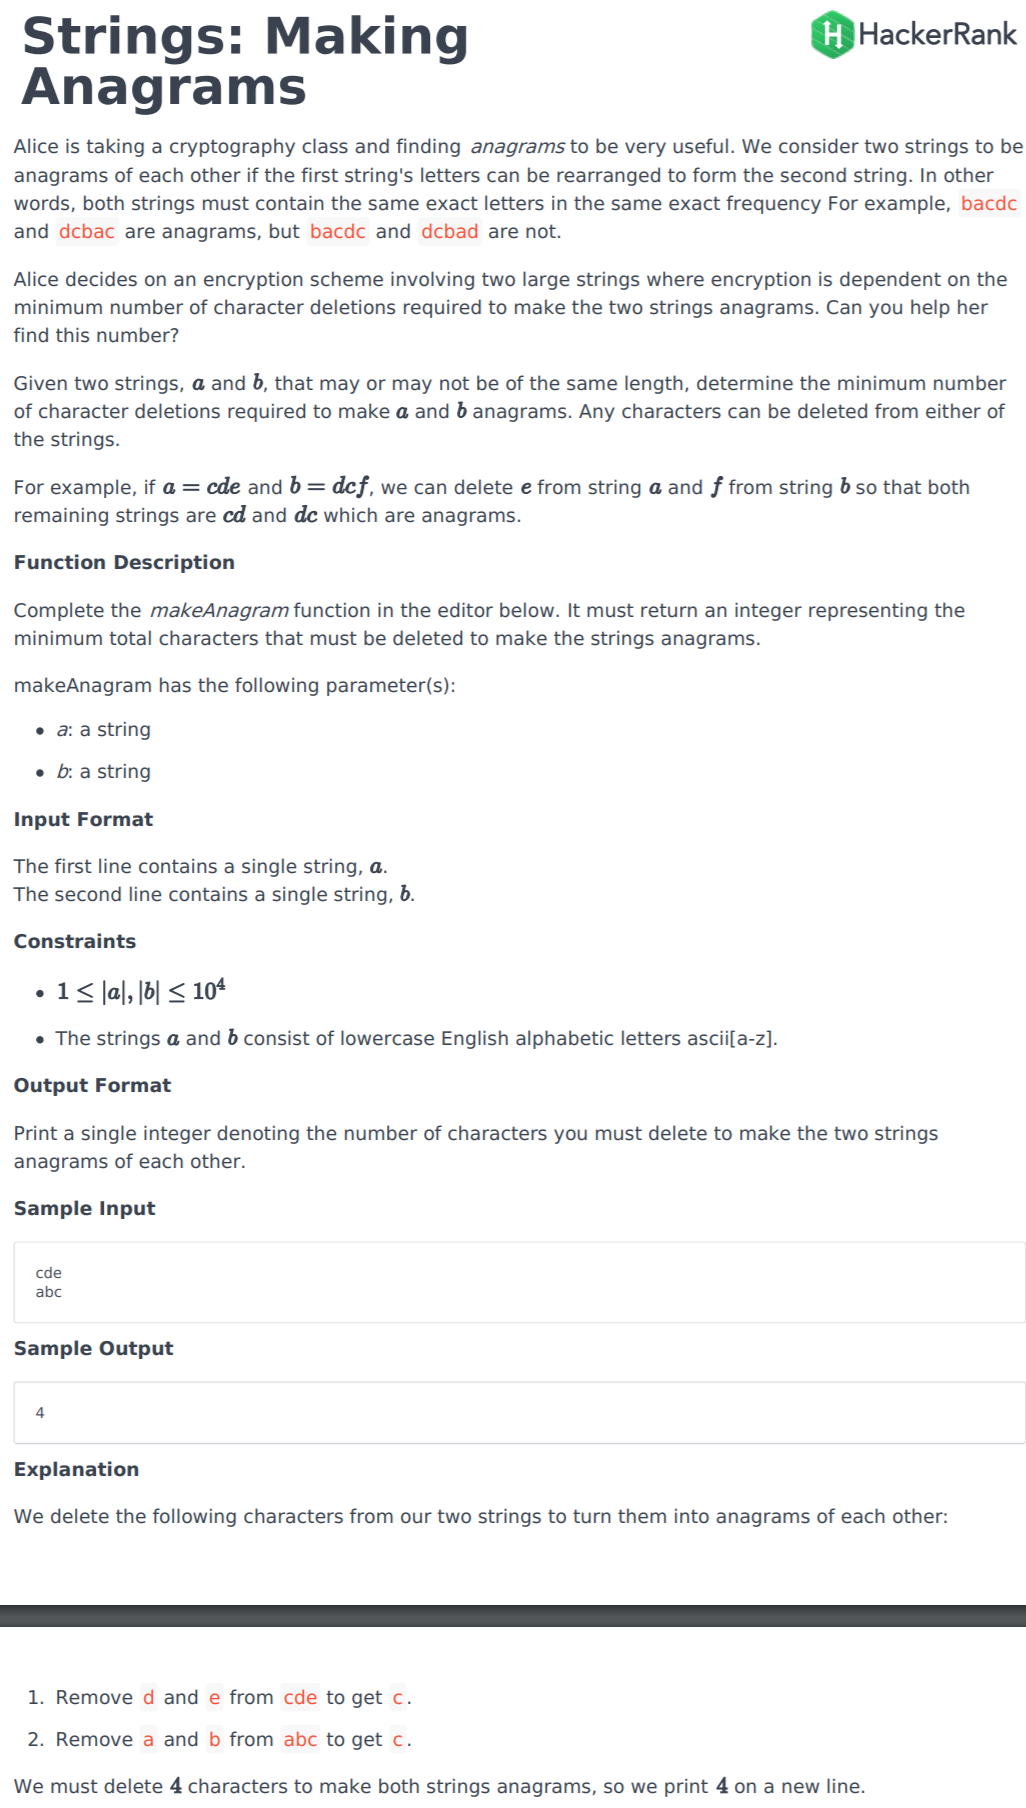 Strings: Making
Anagrams
HackerRank
Alice is taking a cryptography class and finding anagrams to be very useful. We consider two strings to be
anagrams of each other if the first string's letters can be rearranged to form the second string. In other
words, both strings must contain the same exact letters in the same exact frequency For example, bacdc
and dcbac are anagrams, but bacdc and dcbad are not.
Alice decides on an encryption scheme involving two large strings where encryption is dependent on the
minimum number of character deletions required to make the two strings anagrams. Can you help her
find this number?
Given two strings, a and b, that may or may not be of the same length, determine the minimum number
of character deletions required to make a and b anagrams. Any characters can be deleted from either of
the strings.
For example, if a = cde and b = dcf, we can delete e from string a and f from string b so that both
remaining strings are cd and dc which are anagrams.
Function Description
Complete the makeAnagram function in the editor below. It must return an integer representing the
minimum total characters that must be deleted to make the strings anagrams.
makeAnagram has the following parameter(s):
• a: a string
• b: a string
Input Format
The first line contains a single string, a.
The second line contains a single string, b.
Constraints
• 1 ≤ |a|, |b| ≤ 10⁴
• The strings a and b consist of lowercase English alphabetic letters ascii[a-z].
Output Format
Print a single integer denoting the number of characters you must delete to make the two strings
anagrams of each other.
Sample Input
cde
abc
Sample Output
4
Explanation
We delete the following characters from our two strings to turn them into anagrams of each other:
1. Remove d and e from cde to get c.
2. Remove a and b from abc to get c.
We must delete 4 characters to make both strings anagrams, so we print 4 on a new line.